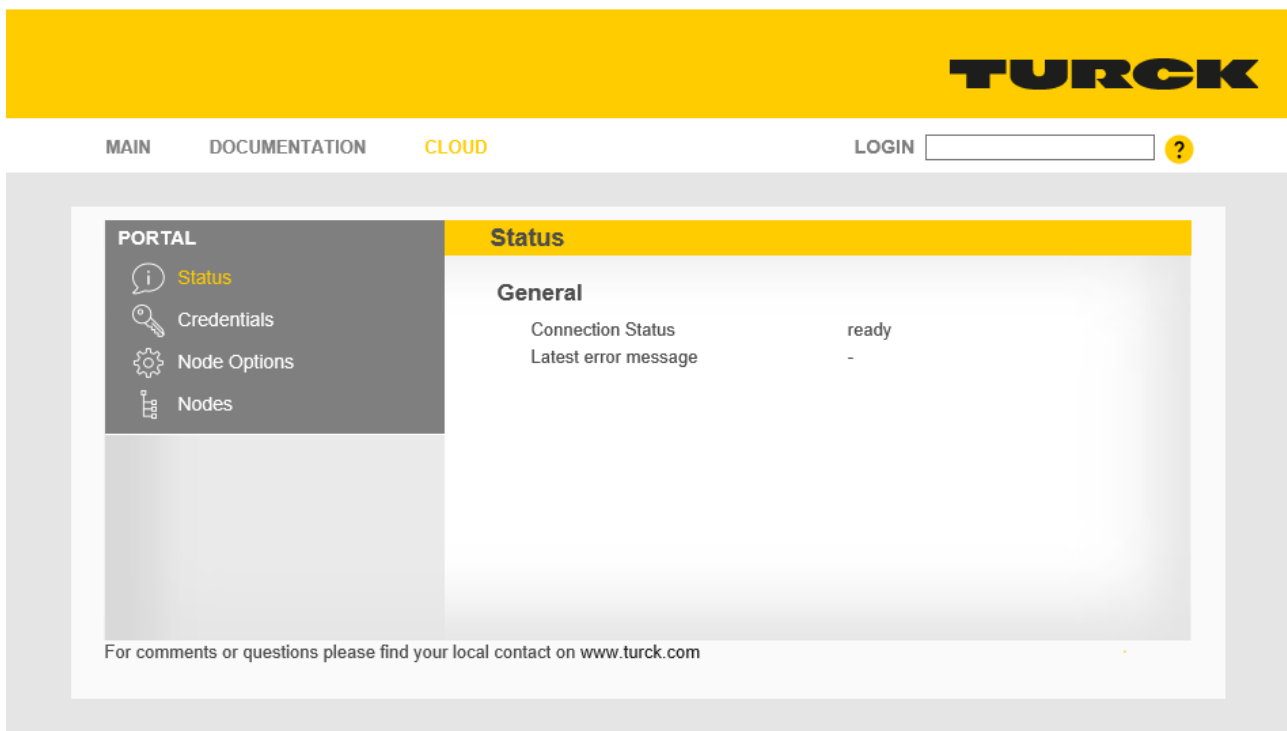 TURCK
MAIN DOCUMENTATION CLOUD LOGIN ?
PORTAL
Status
Credentials
Node Options
Nodes
Status
General
Connection Status ready
Latest error message -
For comments or questions please find your local contact on www.turck.com